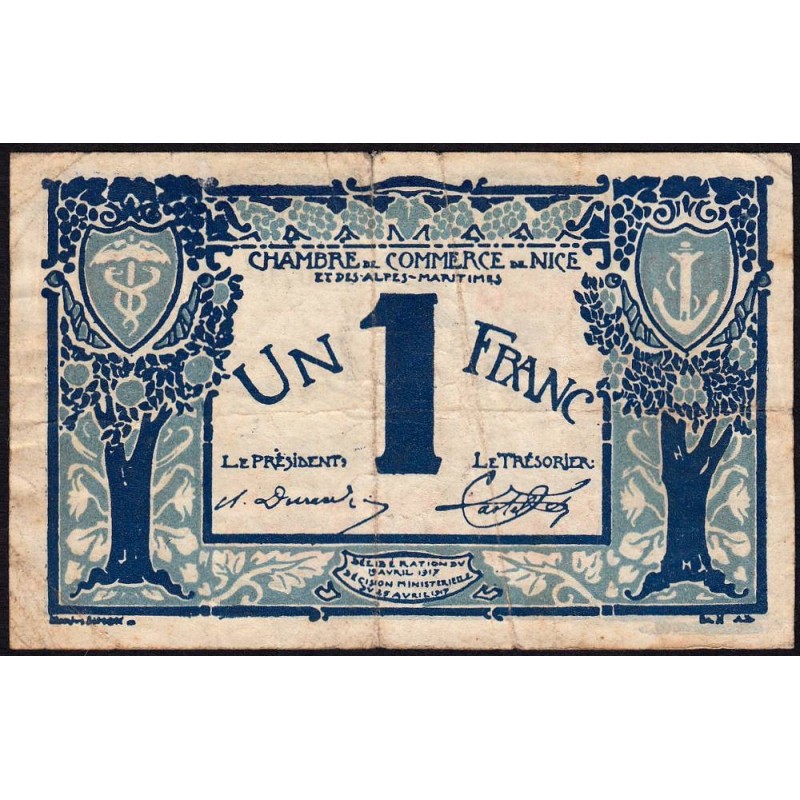 CHAMBRE DE COMMERCE DE NICE
ET DES ALPES-MARITIMES
UN 1 FRANC
LE PRÉSIDENT,
LE TRÉSORIER:
DÉLIBÉRATION DU
19 AVRIL 1917
DÉCISION MINISTERIELLE
DU 25 AVRIL 1917